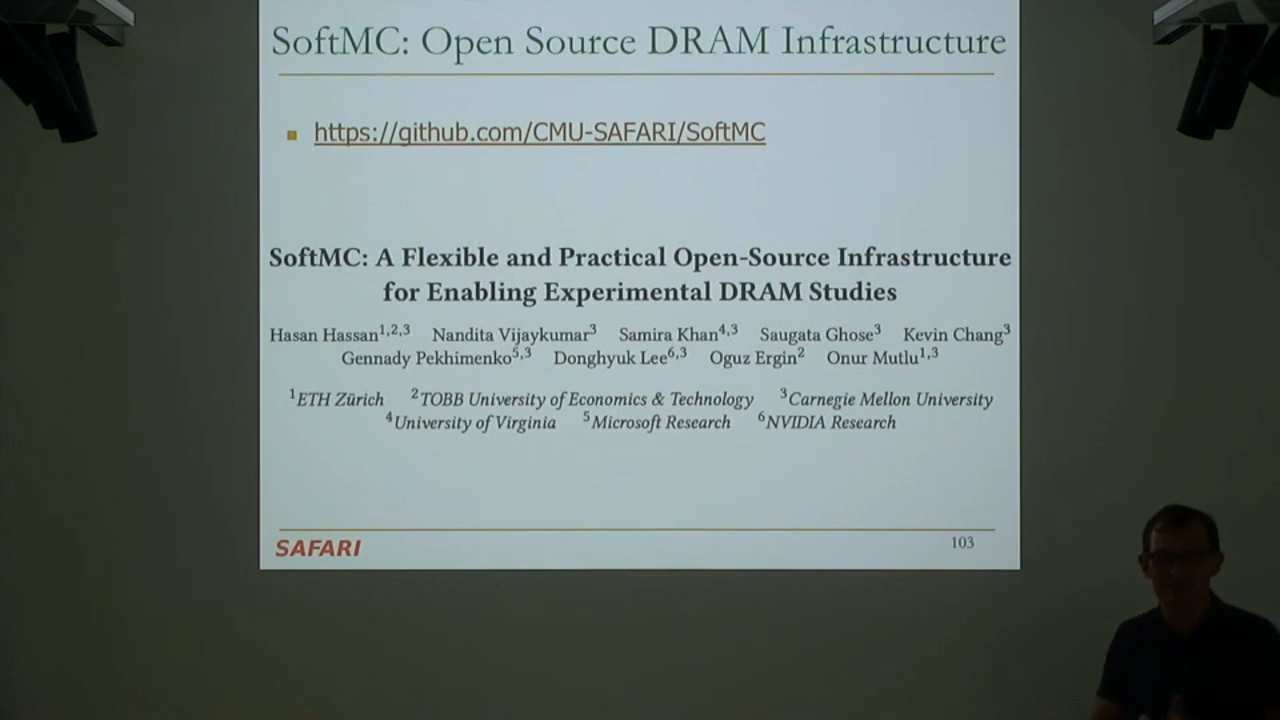 SoftMC: Open Source DRAM Infrastructure
https://github.com/CMU-SAFARI/SoftMC
SoftMC: A Flexible and Practical Open-Source Infrastructure
for Enabling Experimental DRAM Studies
Hasan Hassan1,2,3 Nandita Vijaykumar3 Samira Khan4,3 Saugata Ghose3 Kevin Chang3
Gennady Pekhimenko5,3 Donghyuk Lee6,3 Oguz Ergin2 Onur Mutlu1,3
1ETH Zürich 2TOBB University of Economics & Technology 3Carnegie Mellon University
4University of Virginia 5Microsoft Research 6NVIDIA Research
SAFARI 103